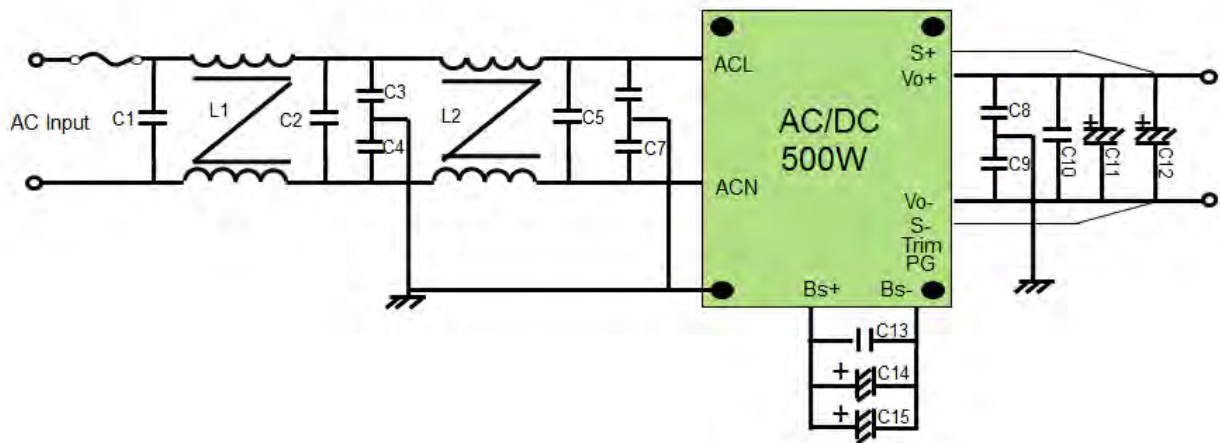 AC Input
C1
L1
C2
C3
C4
L2
C5
C7
ACL
ACN
AC/DC
500W
S+
Vo+
Vo-
S-
Trim
PG
Bs+ Bs-
C8
C9
C10
+
C11
+
C12
C13
+
C14
+
C15